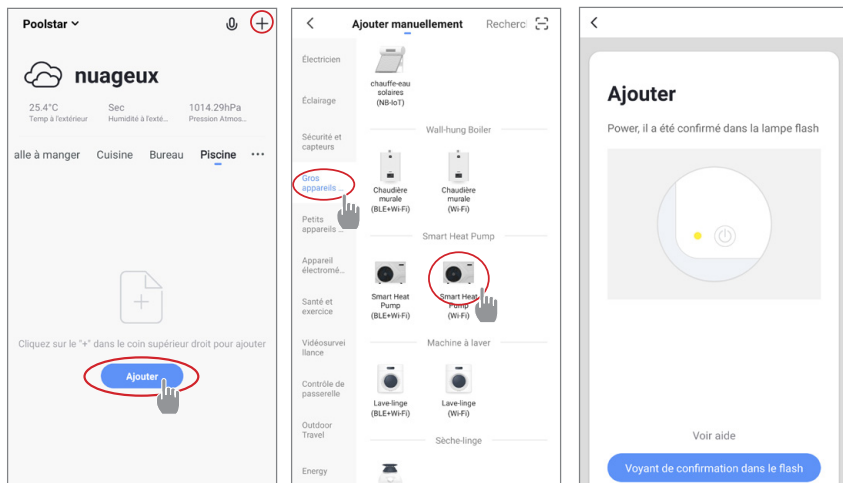 Poolstar
nuageux
25.4°C Sec 1014.29hPa
Temp à l'extérieur Humidité à l'exté... Pression Atmos...
alle à manger Cuisine Bureau Piscine ...
Cliquez sur le "+" dans le coin supérieur droit pour ajouter
Ajouter
Ajouter manuellement Recherc
Électricien
Éclairage
Sécurité et
capteurs
Gros
appareils ...
Petits
appareils ...
Appareil
électromé...
Santé et
exercice
Vidéosurvei
llance
Contrôle de
passerelle
Outdoor
Travel
Energy
chauffe-eau
solaires
(NB-IoT)
Wall-hung Boiler
Chaudière
murale
(BLE+Wi-Fi)
Chaudière
murale
(Wi-Fi)
Smart Heat Pump
Smart Heat
Pump
(BLE+Wi-Fi)
Smart Heat
Pump
(Wi-Fi)
Machine à laver
Lave-linge
(BLE+Wi-Fi)
Lave-linge
(Wi-Fi)
Sèche-linge
Ajouter
Power, il a été confirmé dans la lampe flash
Voir aide
Voyant de confirmation dans le flash